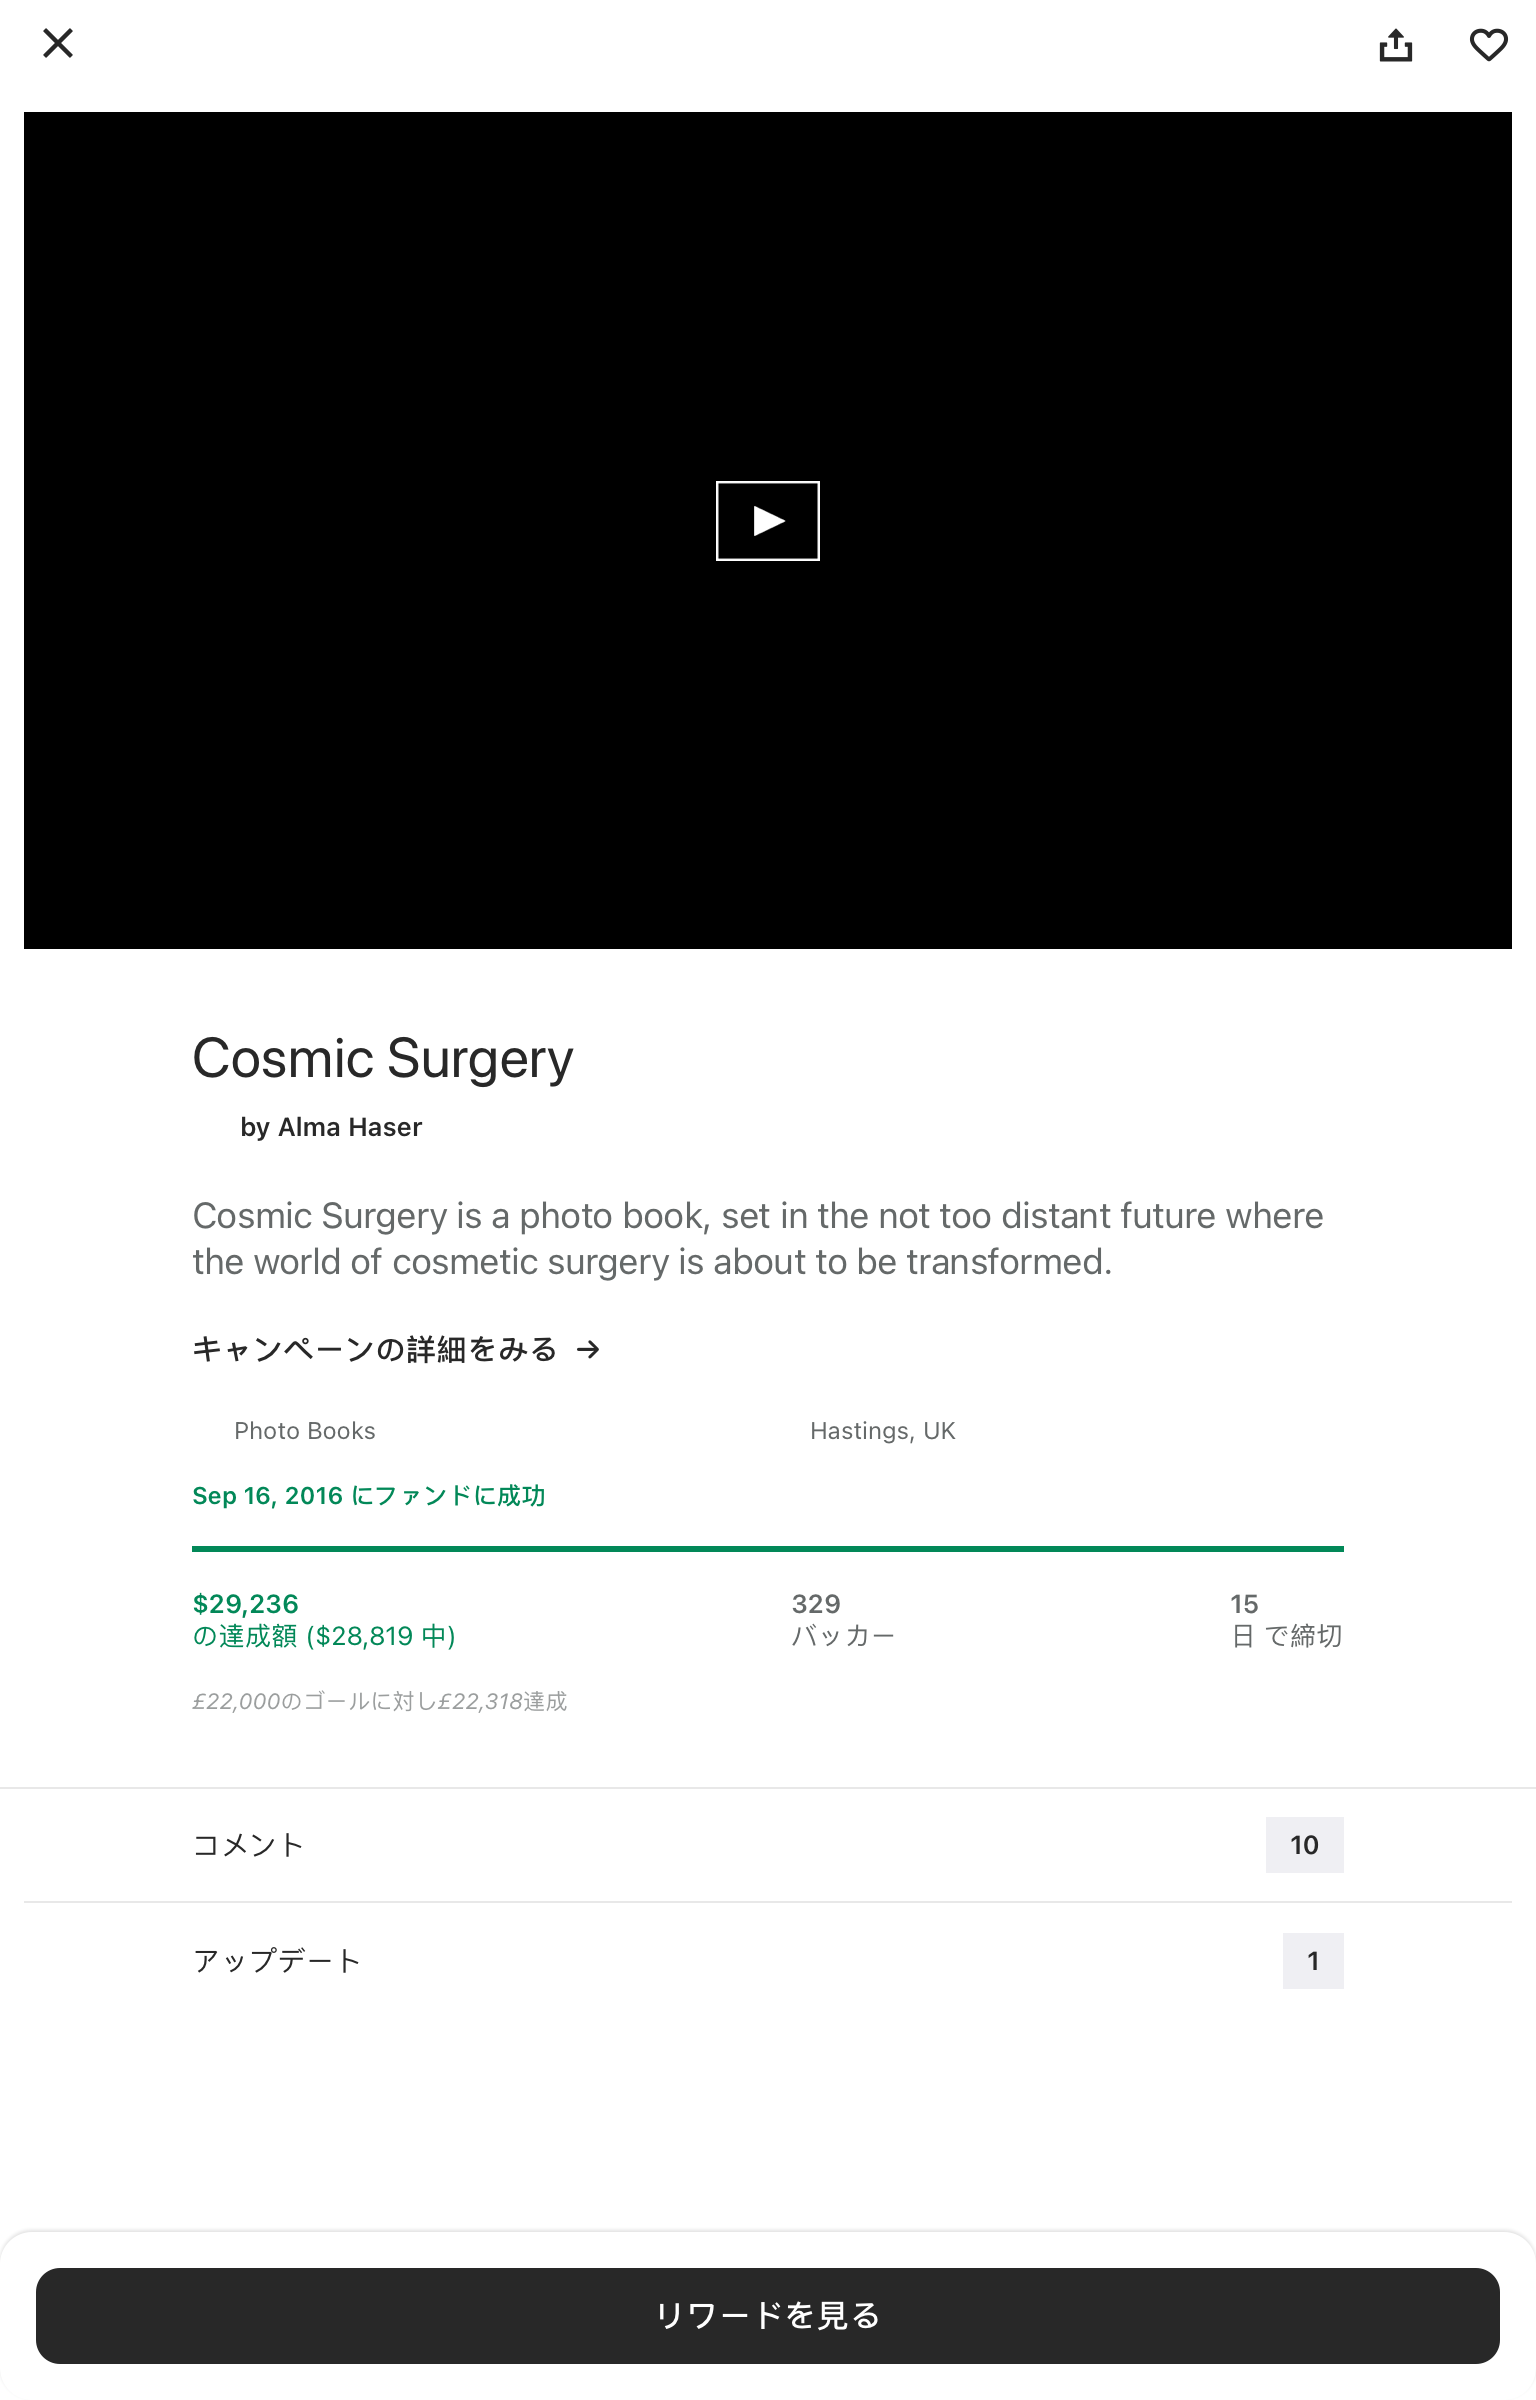 Cosmic Surgery
by Alma Haser
Cosmic Surgery is a photo book, set in the not too distant future where
the world of cosmetic surgery is about to be transformed.
キャンペーンの詳細をみる →
Photo Books
Hastings, UK
Sep 16, 2016 にファンドに成功
$29,236
の達成額 ($28,819 中)
329
バッカー
15
日 で締切
£22,000のゴールに対し£22,318達成
コメント
10
アップデート
1
リワードを見る